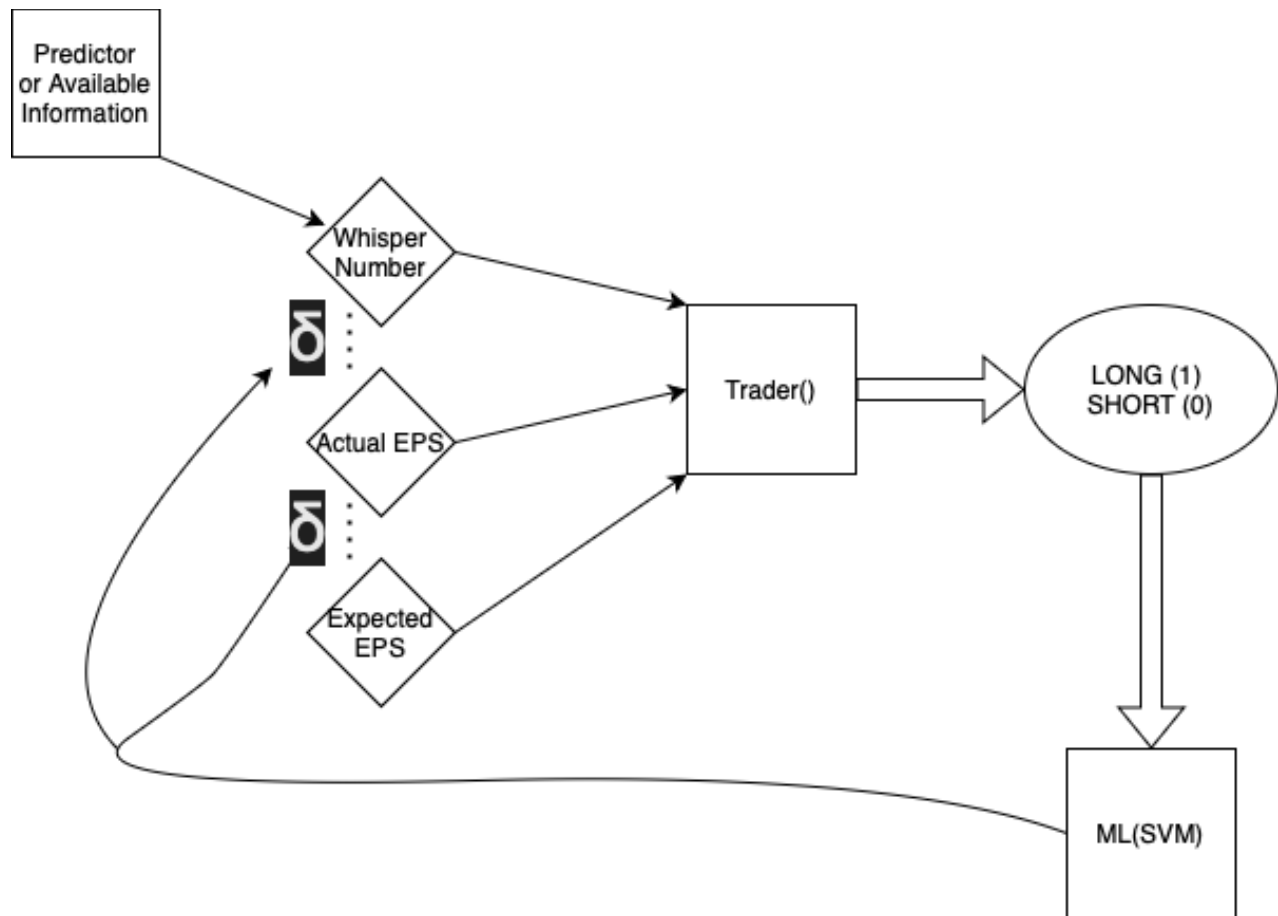 Predictor
or Available
Information
Whisper
Number
δ
Actual EPS
δ
Expected
EPS
Trader()
LONG (1)
SHORT (0)
ML(SVM)